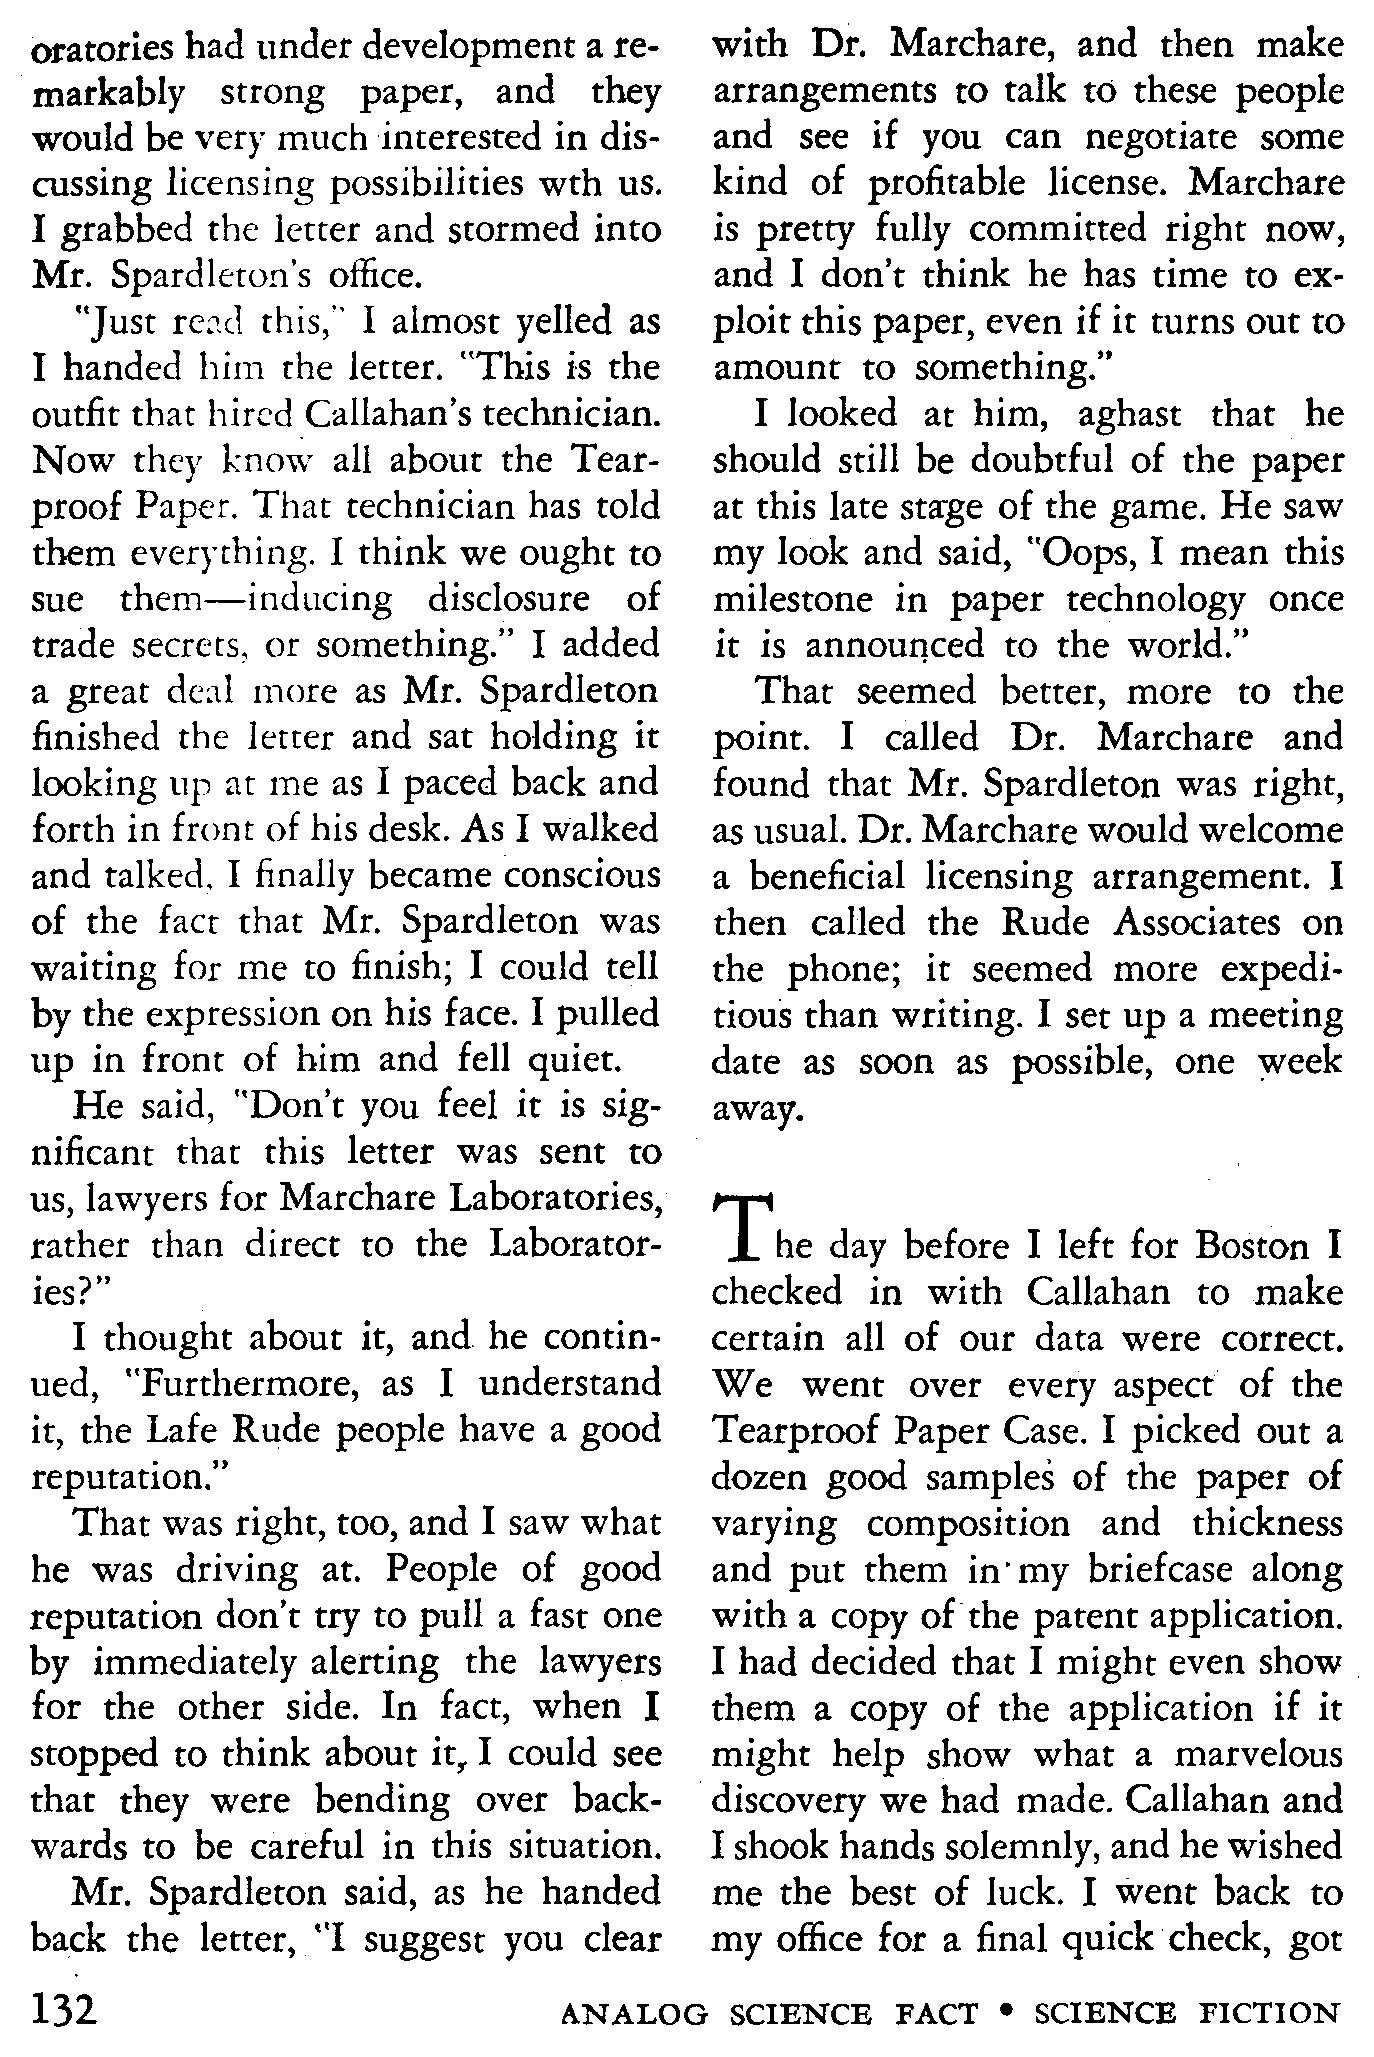 oratories had under development a re-
markably strong paper, and they
would be very much interested in dis-
cussing licensing possibilities wth us.
I grabbed the letter and stormed into
Mr. Spardleton's office.
"Just read this," I almost yelled as
I handed him the letter. "This is the
outfit that hired Callahan's technician.
Now they know all about the Tear-
proof Paper. That technician has told
them everything. I think we ought to
sue them—inducing disclosure of
trade secrets, or something." I added
a great deal more as Mr. Spardleton
finished the letter and sat holding it
looking up at me as I paced back and
forth in front of his desk. As I walked
and talked, I finally became conscious
of the fact that Mr. Spardleton was
waiting for me to finish; I could tell
by the expression on his face. I pulled
up in front of him and fell quiet.
He said, "Don't you feel it is sig-
nificant that this letter was sent to
us, lawyers for Marchare Laboratories,
rather than direct to the Laborator-
ies?"
I thought about it, and he contin-
ued, "Furthermore, as I understand
it, the Lafe Rude people have a good
reputation."
That was right, too, and I saw what
he was driving at. People of good
reputation don't try to pull a fast one
by immediately alerting the lawyers
for the other side. In fact, when I
stopped to think about it, I could see
that they were bending over back-
wards to be careful in this situation.
Mr. Spardleton said, as he handed
back the letter, "I suggest you clear
with Dr. Marchare, and then make
arrangements to talk to these people
and see if you can negotiate some
kind of profitable license. Marchare
is pretty fully committed right now,
and I don't think he has time to ex-
ploit this paper, even if it turns out to
amount to something."
I looked at him, aghast that he
should still be doubtful of the paper
at this late stage of the game. He saw
my look and said, "Oops, I mean this
milestone in paper technology once
it is announced to the world."
That seemed better, more to the
point. I called Dr. Marchare and
found that Mr. Spardleton was right,
as usual. Dr. Marchare would welcome
a beneficial licensing arrangement. I
then called the Rude Associates on
the phone; it seemed more expedi-
tious than writing. I set up a meeting
date as soon as possible, one week
away.
The day before I left for Boston I
checked in with Callahan to make
certain all of our data were correct.
We went over every aspect of the
Tearproof Paper Case. I picked out a
dozen good samples of the paper of
varying composition and thickness
and put them in my briefcase along
with a copy of the patent application.
I had decided that I might even show
them a copy of the application if it
might help show what a marvelous
discovery we had made. Callahan and
I shook hands solemnly, and he wished
me the best of luck. I went back to
my office for a final quick check, got
132
ANALOG SCIENCE FACT • SCIENCE FICTION